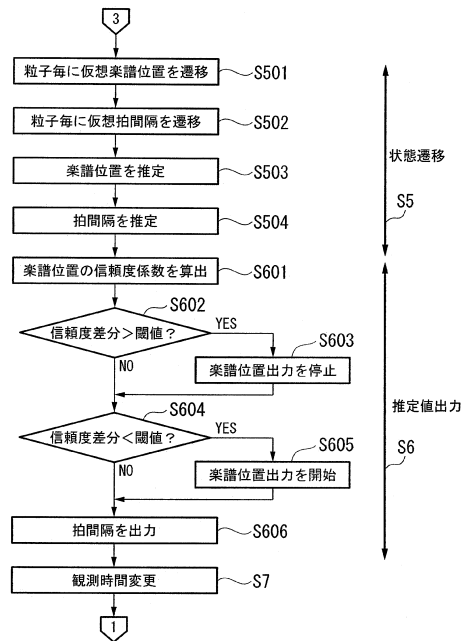 3
粒子毎に仮想楽譜位置を遷移
S501
粒子毎に仮想拍間隔を遷移
S502
楽譜位置を推定
S503
拍間隔を推定
S504
状態遷移
S5
楽譜位置の信頼度係数を算出
S601
信頼度差分>閾値?
S602
YES
NO
楽譜位置出力を停止
S603
信頼度差分<閾値?
S604
YES
NO
楽譜位置出力を開始
S605
推定値出力
S6
拍間隔を出力
S606
観測時間変更
S7
1